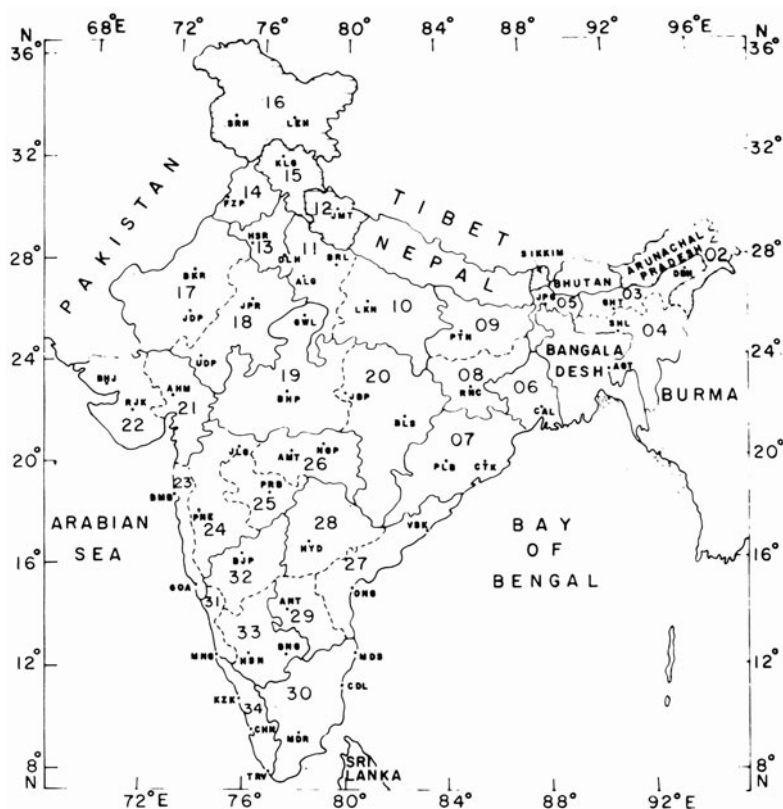 N 68°E 72° 76° 80° 84° 88° 92° 96°E N
36° 36°
16
SRN LEH
32° 32°
KLG
15
14
FZP
12
JMT
PAKISTAN
TIBET
NEPAL
HSR
13
11
DLH
BRL
28° 28°
SIKKIM
BHUTAN
ARUNACHAL
PRADESH
02
BKR
17
ALG
JPG
05
03
GHT
JPR
18
JDP
GWL
LKN
10
09
PTN
SHL
04
24° 24°
UDP
BANGALA
DESH
AGT
BURMA
BHJ
AHM
21
RJK
22
19
BHP
20
JBP
08
RNC
06
CAL
07
PLB CTK
20° 20°
JLG
AMT NGP
26
23
BMB
PRB
25
ARABIAN
SEA
PNE
24
28
HYD
VSK
BAY
OF
BENGAL
16° 16°
BJP
32
27
GOA
31
ANT
29
ONG
33
HSN
BNG
12° 12°
MNG
MDS
30
CDL
KZK
34
CHN
MDR
8° 8°
TRV
SRI
LANKA
N N
72°E 76° 80° 84° 88° 92°E